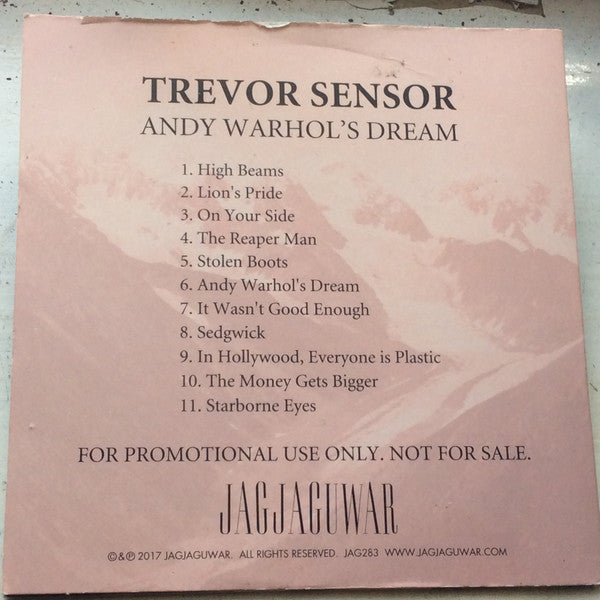 TREVOR SENSOR
ANDY WARHOL'S DREAM
1. High Beams
2. Lion's Pride
3. On Your Side
4. The Reaper Man
5. Stolen Boots
6. Andy Warhol's Dream
7. It Wasn't Good Enough
8. Sedgwick
9. In Hollywood, Everyone is Plastic
10. The Money Gets Bigger
11. Starborne Eyes
FOR PROMOTIONAL USE ONLY. NOT FOR SALE.
JAGJAGUWAR
©&℗ 2017 JAGJAGUWAR. ALL RIGHTS RESERVED. JAG283 WWW.JAGJAGUWAR.COM